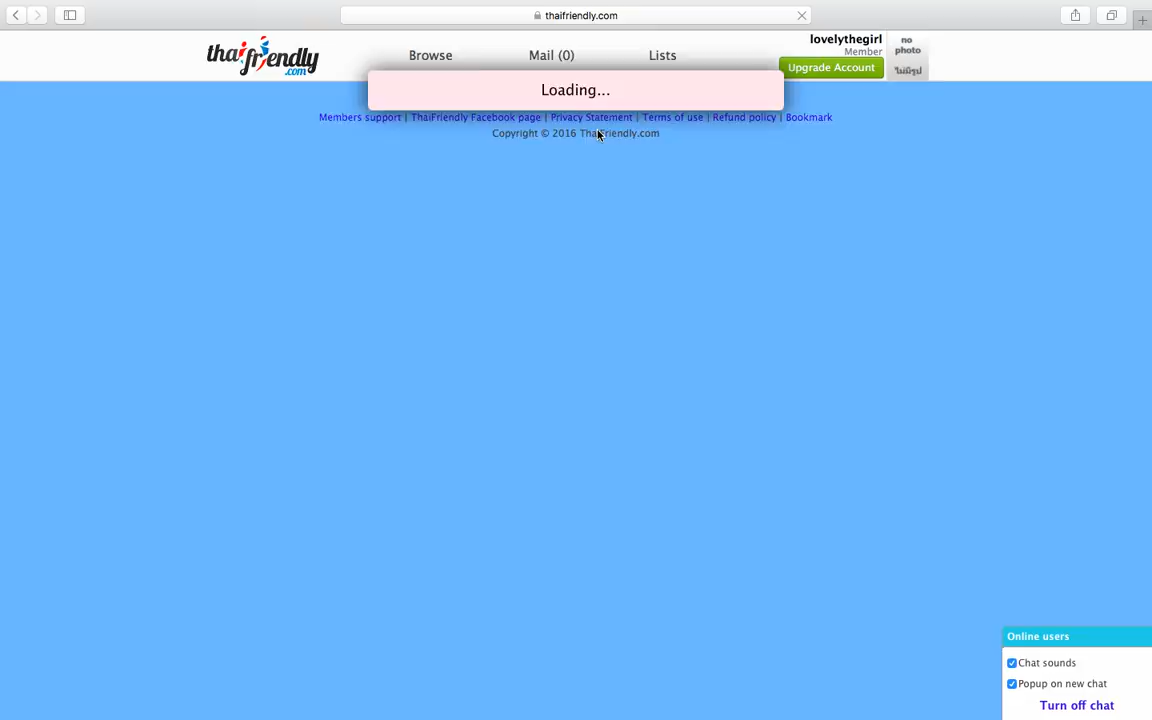 thaifriendly.com
lovelythegirl
no
photo
ไม่มีรูป
thaifriendly
.com
Browse
Mail (0)
Lists
Member
Upgrade Account
Loading...
Members support | ThaiFriendly Facebook page | Privacy Statement | Terms of use | Refund policy | Bookmark
Copyright © 2016 ThaiFriendly.com
Online users
Chat sounds
Popup on new chat
Turn off chat